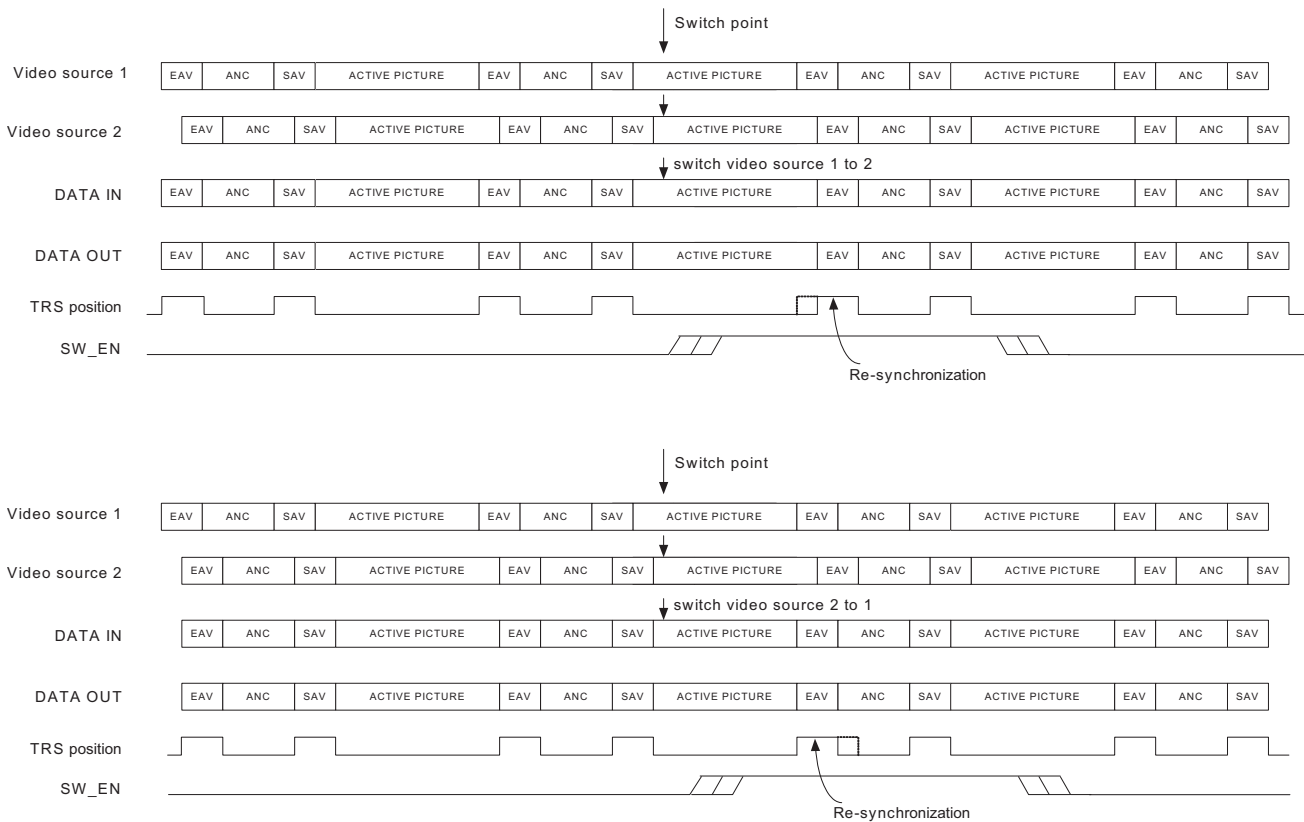 Switch point
Video source 1 EAV ANC SAV ACTIVE PICTURE EAV ANC SAV ACTIVE PICTURE EAV ANC SAV ACTIVE PICTURE EAV ANC SAV
Video source 2 EAV ANC SAV ACTIVE PICTURE EAV ANC SAV ACTIVE PICTURE EAV ANC SAV ACTIVE PICTURE EAV ANC SAV
switch video source 1 to 2
DATA IN EAV ANC SAV ACTIVE PICTURE EAV ANC SAV ACTIVE PICTURE EAV ANC SAV ACTIVE PICTURE EAV ANC SAV
DATA OUT EAV ANC SAV ACTIVE PICTURE EAV ANC SAV ACTIVE PICTURE EAV ANC SAV ACTIVE PICTURE EAV ANC SAV
TRS position
SW_EN
Re-synchronization
Switch point
Video source 1 EAV ANC SAV ACTIVE PICTURE EAV ANC SAV ACTIVE PICTURE EAV ANC SAV ACTIVE PICTURE EAV ANC SAV
Video source 2 EAV ANC SAV ACTIVE PICTURE EAV ANC SAV ACTIVE PICTURE EAV ANC SAV ACTIVE PICTURE EAV ANC SAV
switch video source 2 to 1
DATA IN EAV ANC SAV ACTIVE PICTURE EAV ANC SAV ACTIVE PICTURE EAV ANC SAV ACTIVE PICTURE EAV ANC SAV
DATA OUT EAV ANC SAV ACTIVE PICTURE EAV ANC SAV ACTIVE PICTURE EAV ANC SAV ACTIVE PICTURE EAV ANC SAV
TRS position
SW_EN
Re-synchronization